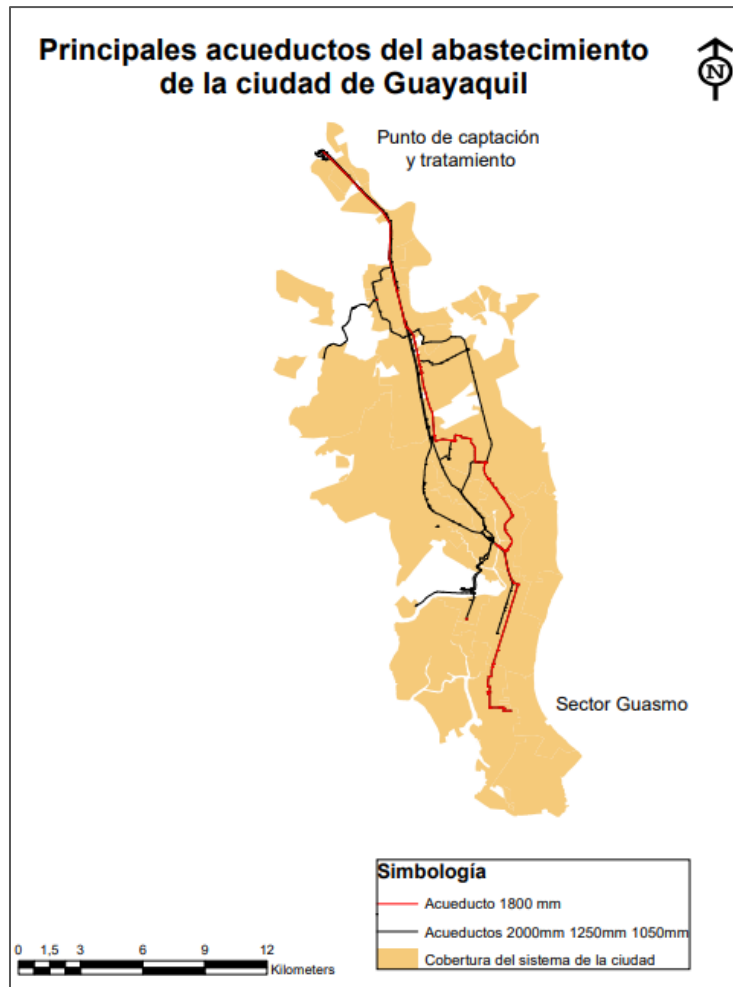 Principales acueductos del abastecimiento
de la ciudad de Guayaquil
N
Punto de captación
y tratamiento
Sector Guasmo
Simbología
Acueducto 1800 mm
Acueductos 2000mm 1250mm 1050mm
Cobertura del sistema de la ciudad
0 1,5 3 6 9 12
Kilometers